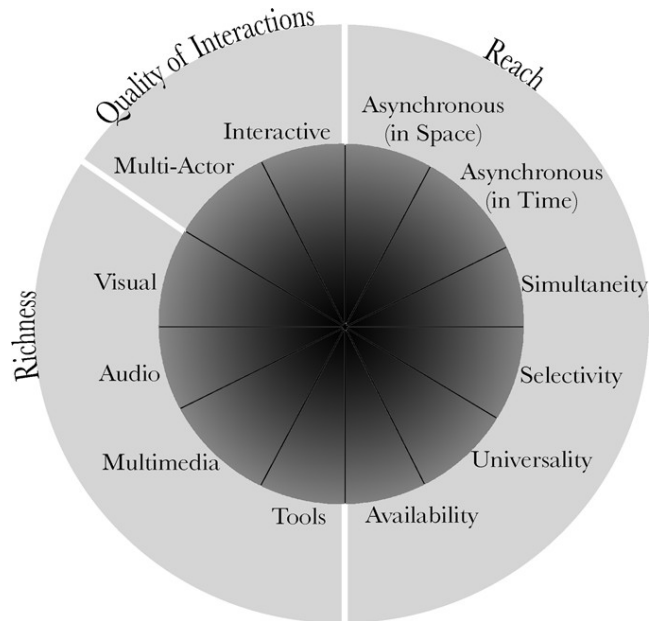 Quality of Interactions
Reach
Richness
Interactive
Multi-Actor
Asynchronous
(in Space)
Asynchronous
(in Time)
Visual
Simultaneity
Audio
Selectivity
Multimedia
Universality
Tools
Availability